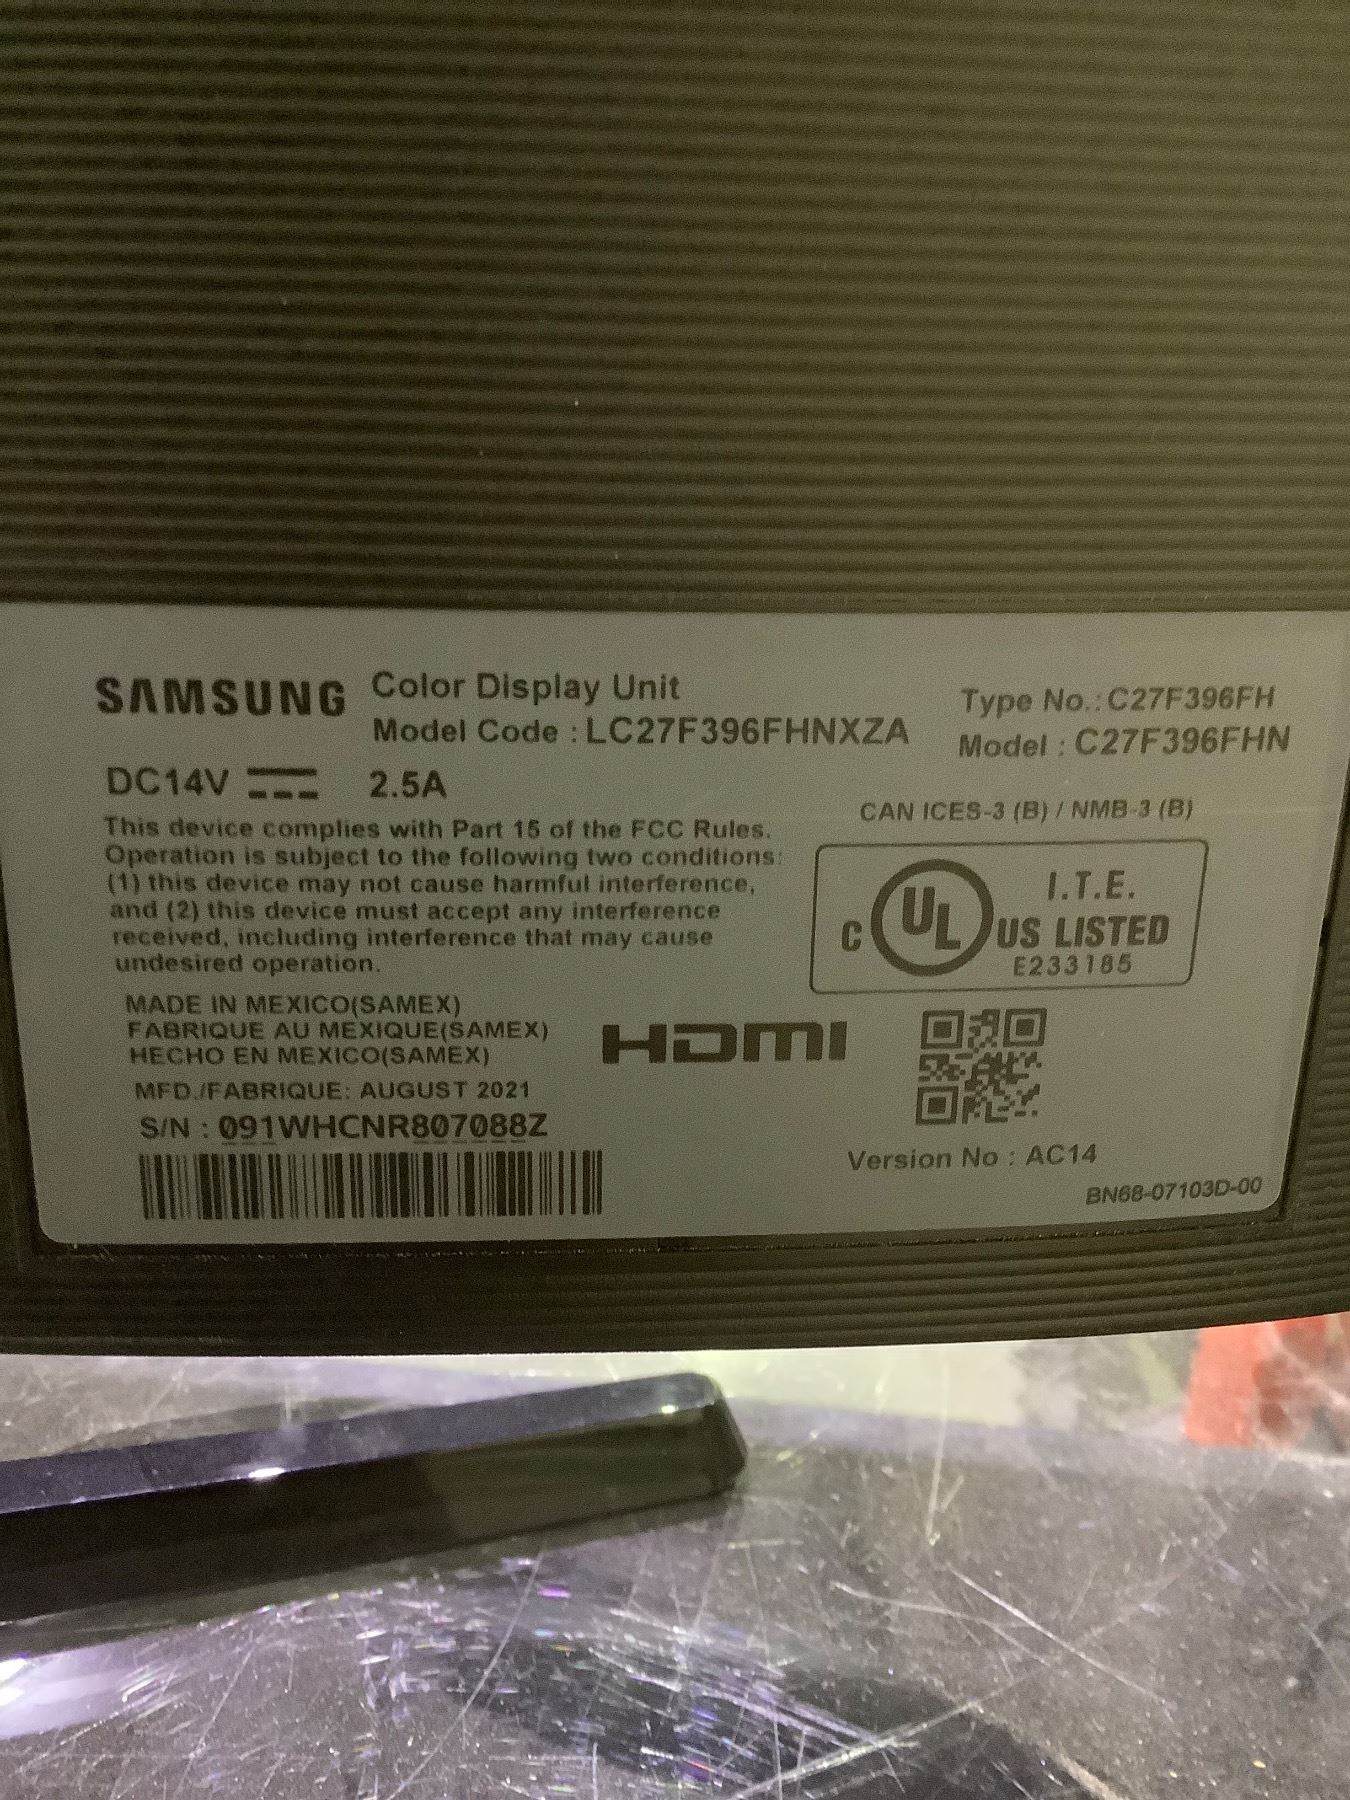 SAMSUNG Color Display Unit
Model Code : LC27F396FHNXZA
Type No.: C27F396FH
Model : C27F396FHN
DC14V 2.5A
CAN ICES-3 (B) / NMB-3 (B)
This device complies with Part 15 of the FCC Rules.
Operation is subject to the following two conditions:
(1) this device may not cause harmful interference,
and (2) this device must accept any interference
received, including interference that may cause
undesired operation.
C UL US LISTED
I.T.E.
E233185
MADE IN MEXICO(SAMEX)
FABRIQUE AU MEXIQUE(SAMEX)
HECHO EN MEXICO(SAMEX)
HDMI
MFD./FABRIQUE: AUGUST 2021
S/N : 091WHCNR807088Z
Version No : AC14
BN68-07103D-00